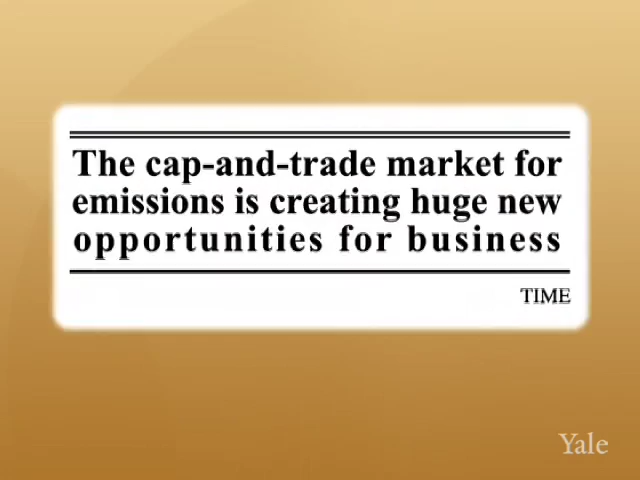 The cap-and-trade market for
emissions is creating huge new
opportunities for business
TIME
Yale